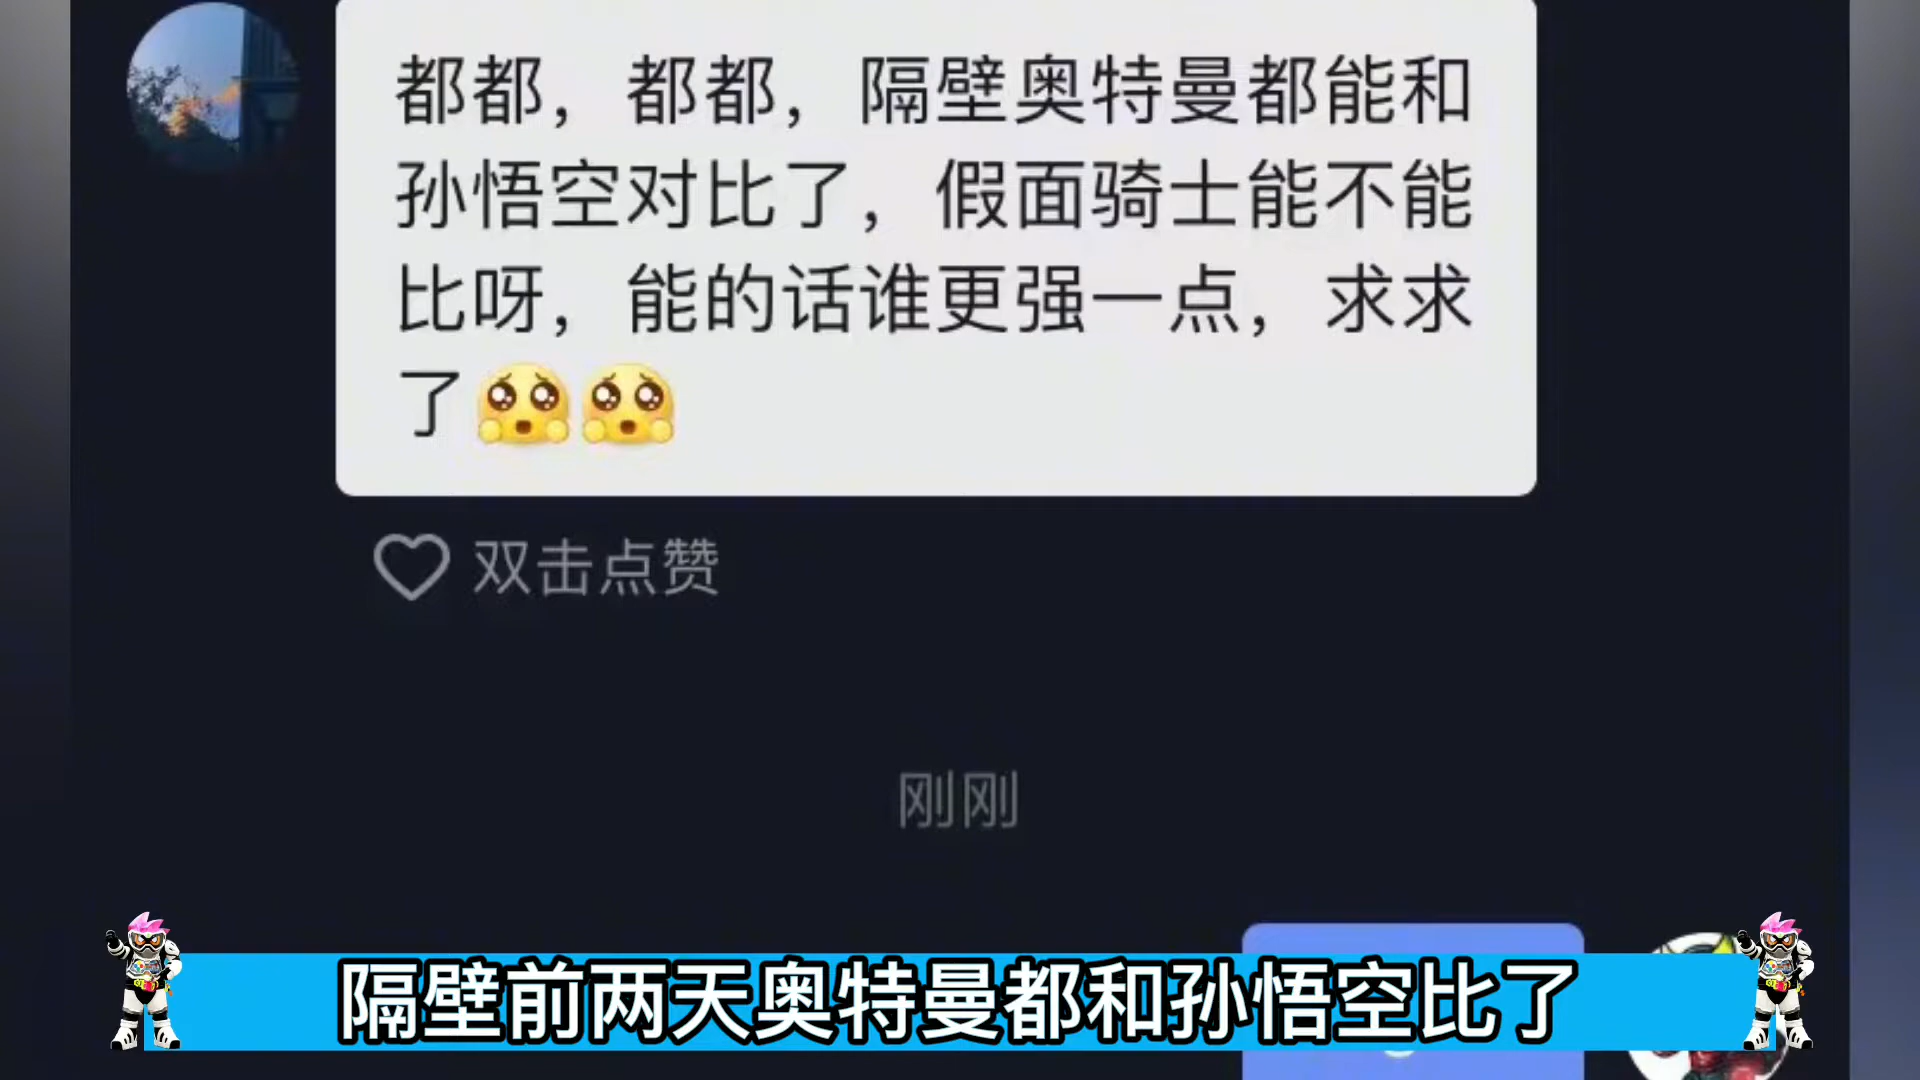 都都，都都，隔壁奥特曼都能和
孙悟空对比了，假面骑士能不能
比呀，能的话谁更强一点，求求
了🥺🥺
双击点赞
刚刚
隔壁前两天奥特曼都和孙悟空比了